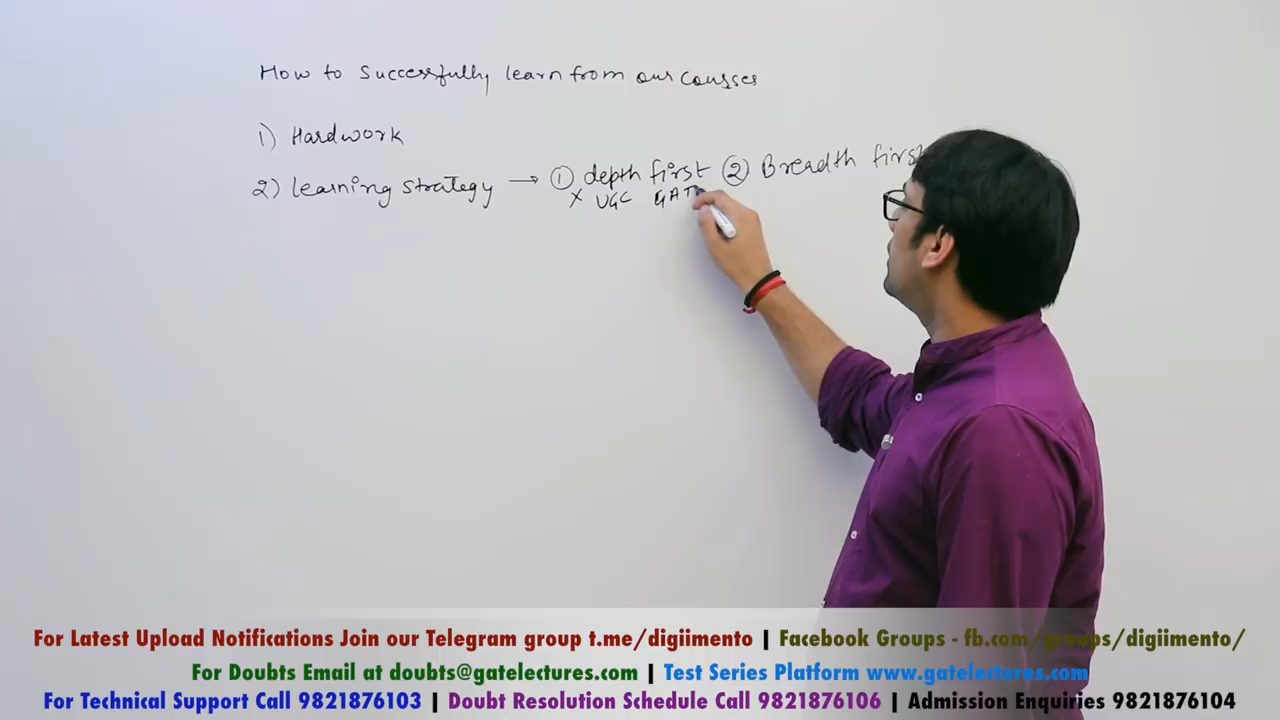 How to Successfully learn from our courses
1) Hardwork
2) learning strategy → ① depth first ② Breadth first
x UGC GAT
For Latest Upload Notifications Join our Telegram group t.me/digiimento | Facebook Groups - fb.com/groups/digiimento/
For Doubts Email at doubts@gatelectures.com | Test Series Platform www.gatelectures.com
For Technical Support Call 9821876103 | Doubt Resolution Schedule Call 9821876106 | Admission Enquiries 9821876104